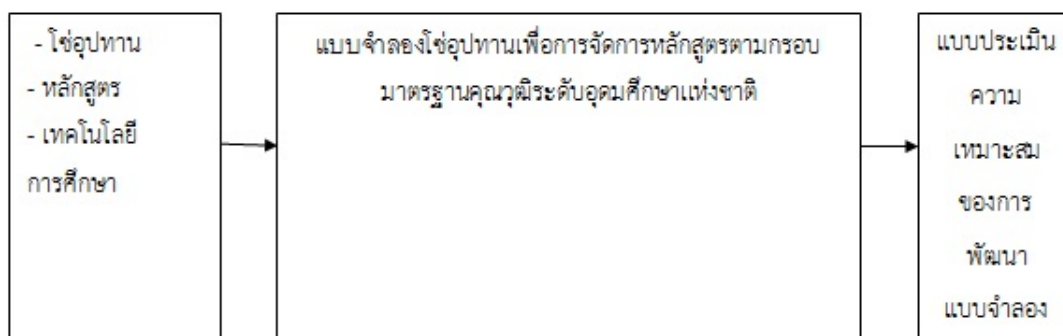 - โซ่อุปทาน
- หลักสูตร
- เทคโนโลยี
การศึกษา
แบบจำลองโซ่อุปทานเพื่อการจัดการหลักสูตรตามกรอบ
มาตรฐานคุณวุฒิระดับอุดมศึกษาแห่งชาติ
แบบประเมิน
ความ
เหมาะสม
ของการ
พัฒนา
แบบจำลอง